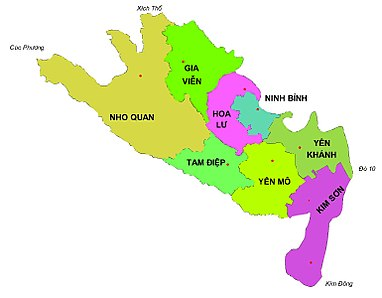 Xích Thổ
Cúc Phương
GIA
VIỄN
NHO QUAN
HOA
LƯ
NINH BÌNH
YÊN
KHÁNH
TAM ĐIỆP
YÊN MÔ
Đò 10
KIM SƠN
Kim Đông